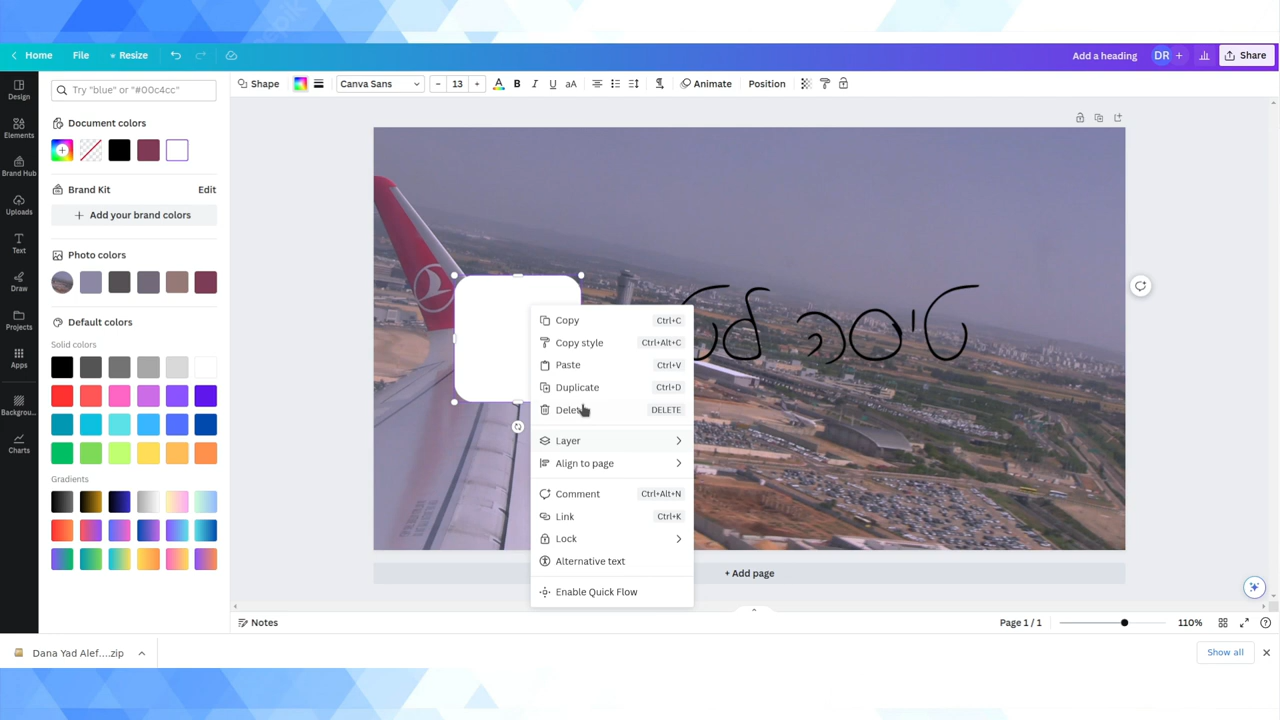 Home File Resize Add a heading DR + Share
Try "blue" or "#00c4cc"
Shape Canva Sans − 13 + A B I U aA Animate Position
Design
Elements
Brand Hub
Uploads
Text
Draw
Projects
Apps
Backgrou...
Charts
Document colors
Brand Kit Edit
+ Add your brand colors
Photo colors
Default colors
Solid colors
Gradients
Copy Ctrl+C
Copy style Ctrl+Alt+C
Paste Ctrl+V
Duplicate Ctrl+D
Delete DELETE
Layer
Align to page
Comment Ctrl+Alt+N
Link Ctrl+K
Lock
Alternative text
Enable Quick Flow
טיסה
+ Add page
Notes Page 1 / 1 110%
Dana Yad Alef....zip Show all